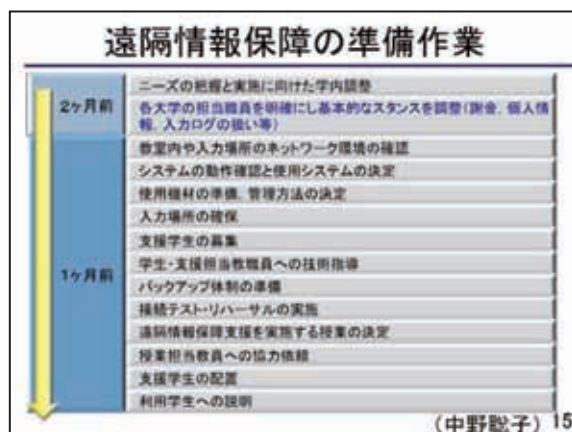 遠隔情報保障の準備作業
2ヶ月前
ニーズの把握と実施に向けた学内調整
各大学の担当職員を明確にし基本的なスタンスを調整(謝金、個人情
報、入力ログの扱い等)
1ヶ月前
教室内や入力場所のネットワーク環境の確認
システムの動作確認と使用システムの決定
使用機材の準備、管理方法の決定
入力場所の確保
支援学生の募集
学生・支援担当教職員への技術指導
バックアップ体制の準備
接続テスト・リハーサルの実施
遠隔情報保障支援を実施する授業の決定
授業担当教員への協力依頼
支援学生の配置
利用学生への説明
(中野聡子) 15